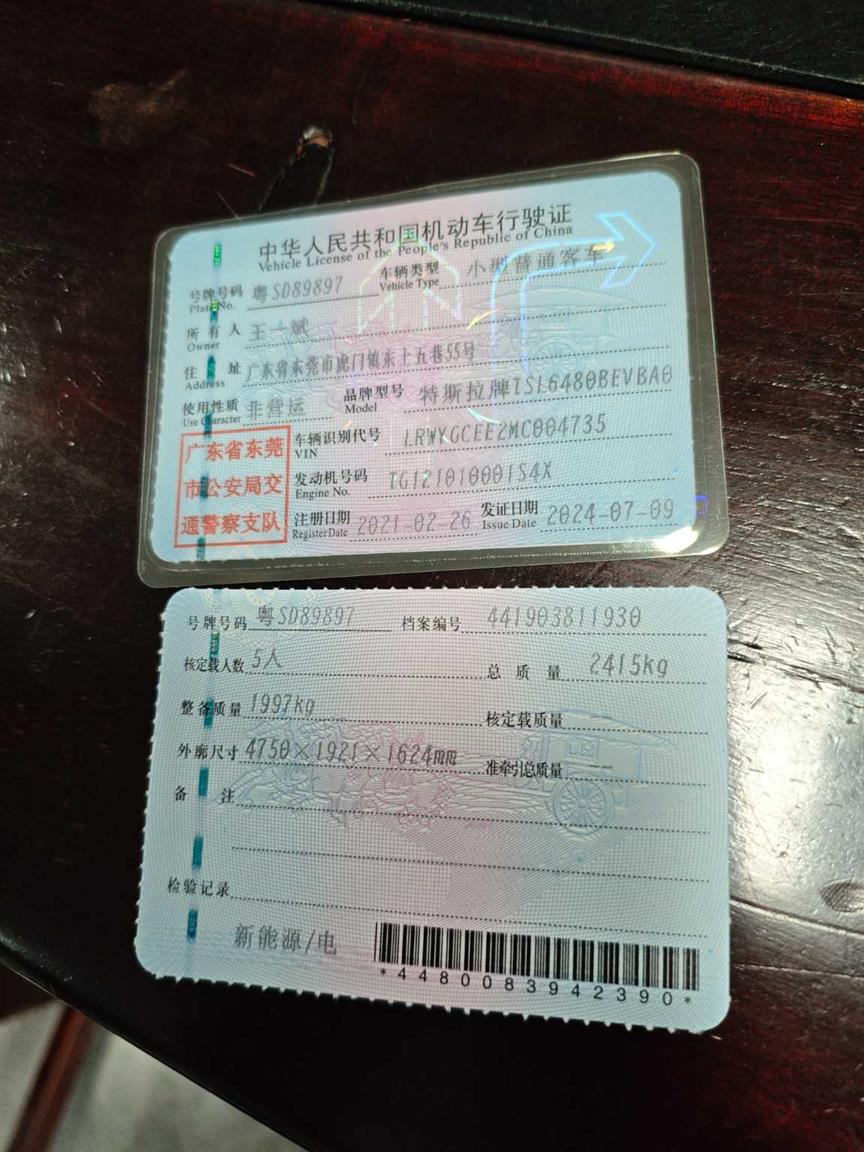 中华人民共和国机动车行驶证
Vehicle License of the People's Republic of China
号牌号码 粤SD89897 车辆类型 小型普通客车
Plate No. Vehicle Type
所有人 王一斌
Owner
住址 广东省东莞市虎门镇东十五巷55号
Address
使用性质 非营运 品牌型号 特斯拉牌TSL6480BEVBA0
Use Character Model
广东省东莞
市公安局交
通警察支队
车辆识别代号 LRWYGCEE2MC004735
VIN
发动机号码 TG121010001S4X
Engine No.
注册日期 2021-02-26 发证日期 2024-07-09
Register Date Issue Date
号牌号码 粤SD89897 档案编号 441903811930
核定载人数 5人 总质量 2415kg
整备质量 1997kg 核定载质量
外廓尺寸 4750×1921×1624mm 准牵引总质量 --
备注
检验记录
新能源/电
*4480083942390*